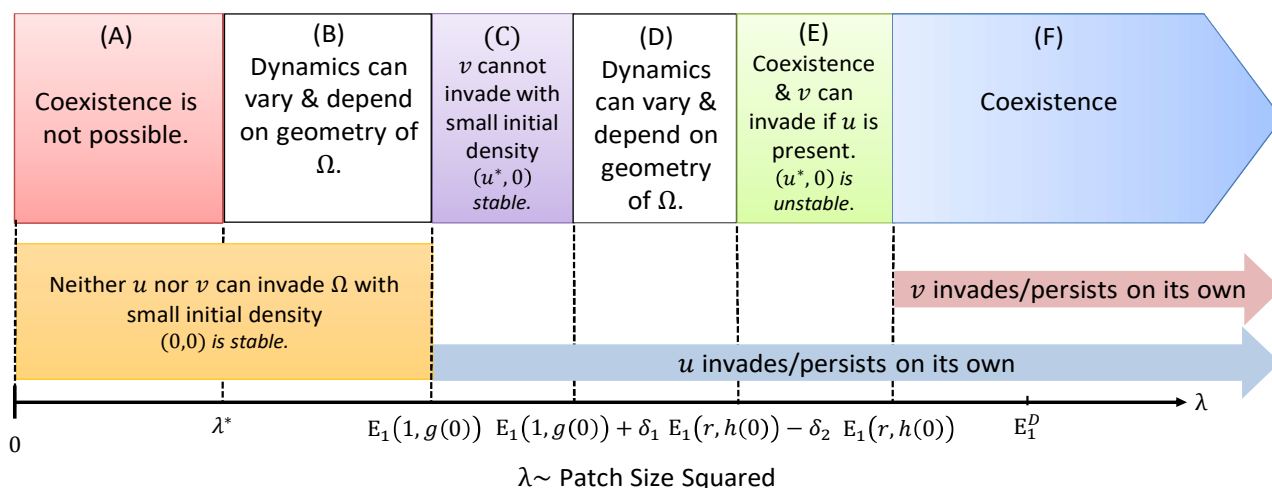 (A)
Coexistence is
not possible.
(B)
Dynamics can
vary & depend
on geometry of
Ω.
(C)
v cannot
invade with
small initial
density
(u*, 0)
stable.
(D)
Dynamics
can vary &
depend on
geometry
of Ω.
(E)
Coexistence
& v can
invade if u is
present.
(u*, 0) is
unstable.
(F)
Coexistence
Neither u nor v can invade Ω with
small initial density
(0,0) is stable.
v invades/persists on its own
u invades/persists on its own
0
λ*
E₁(1, g(0))
E₁(1, g(0)) + δ₁
E₁(r, h(0)) − δ₂
E₁(r, h(0))
E₁ᴰ
λ
λ~ Patch Size Squared